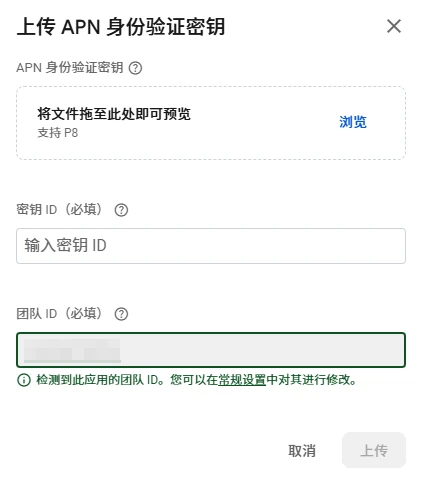 上传 APN 身份验证密钥
APN 身份验证密钥
将文件拖至此处即可预览
支持 P8
浏览
密钥 ID（必填）
输入密钥 ID
团队 ID（必填）
检测到此应用的团队 ID。您可以在常规设置中对其进行修改。
取消
上传